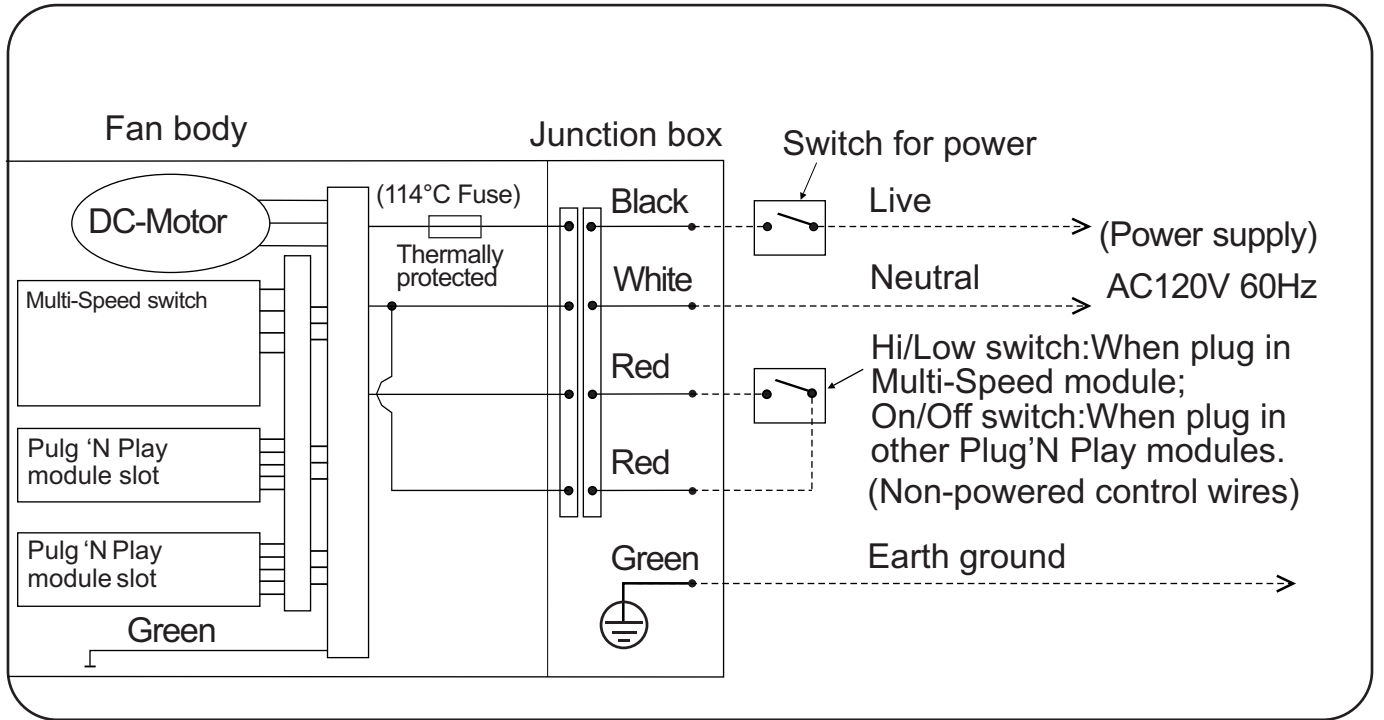 Fan body
Junction box
Switch for power
DC-Motor
(114°C Fuse)
Thermally
protected
Black
Live
(Power supply)
Multi-Speed switch
White
Neutral
AC120V 60Hz
Red
Hi/Low switch:When plug in
Multi-Speed module;
On/Off switch:When plug in
other Plug'N Play modules.
(Non-powered control wires)
Pulg ‘N Play
module slot
Red
Pulg ‘N Play
module slot
Green
Earth ground
Green